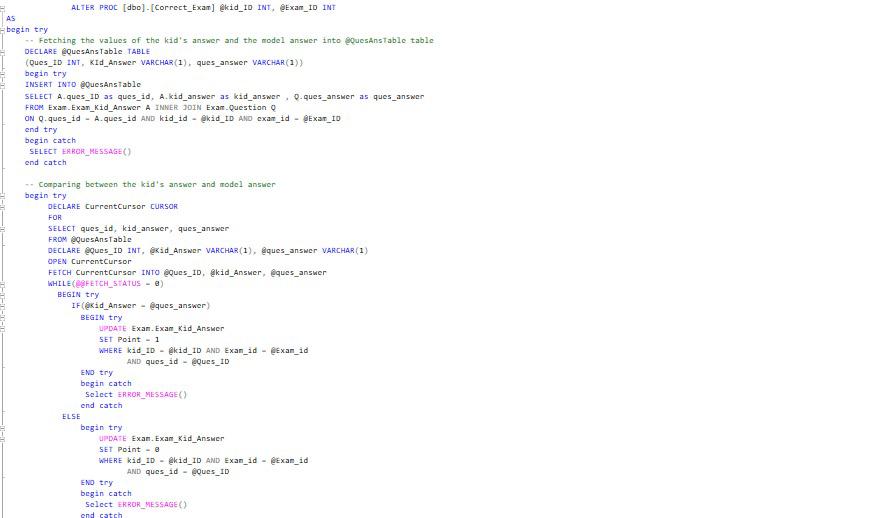 ALTER PROC [dbo].[Correct_Exam] @kid_ID INT, @Exam_ID INT
AS
begin try
-- Fetching the values of the kid's answer and the model answer into @QuesAnsTable table
DECLARE @QuesAnsTable TABLE
(Ques_ID INT, KId_Answer VARCHAR(1), ques_answer VARCHAR(1))
begin try
INSERT INTO @QuesAnsTable
SELECT A.ques_ID as ques_id, A.kid_answer as kid_answer , Q.ques_answer as ques_answer
FROM Exam.Exam_Kid_Answer A INNER JOIN Exam.Question Q
ON Q.ques_id = A.ques_id AND kid_id = @kid_ID AND exam_id = @Exam_ID
end try
begin catch
SELECT ERROR_MESSAGE()
end catch
-- Comparing between the kid's answer and model answer
begin try
DECLARE CurrentCursor CURSOR
FOR
SELECT ques_id, kid_answer, ques_answer
FROM @QuesAnsTable
DECLARE @Ques_ID INT, @Kid_Answer VARCHAR(1), @ques_answer VARCHAR(1)
OPEN CurrentCursor
FETCH CurrentCursor INTO @Ques_ID, @kid_Answer, @ques_answer
WHILE(@@FETCH_STATUS = 0)
BEGIN try
IF(@Kid_Answer = @ques_answer)
BEGIN try
UPDATE Exam.Exam_Kid_Answer
SET Point = 1
WHERE kid_ID = @kid_ID AND Exam_id = @Exam_id
AND ques_id = @Ques_ID
END try
begin catch
Select ERROR_MESSAGE()
end catch
ELSE
begin try
UPDATE Exam.Exam_Kid_Answer
SET Point = 0
WHERE kid_ID = @kid_ID AND Exam_id = @Exam_id
AND ques_id = @Ques_ID
END try
begin catch
Select ERROR_MESSAGE()
end catch